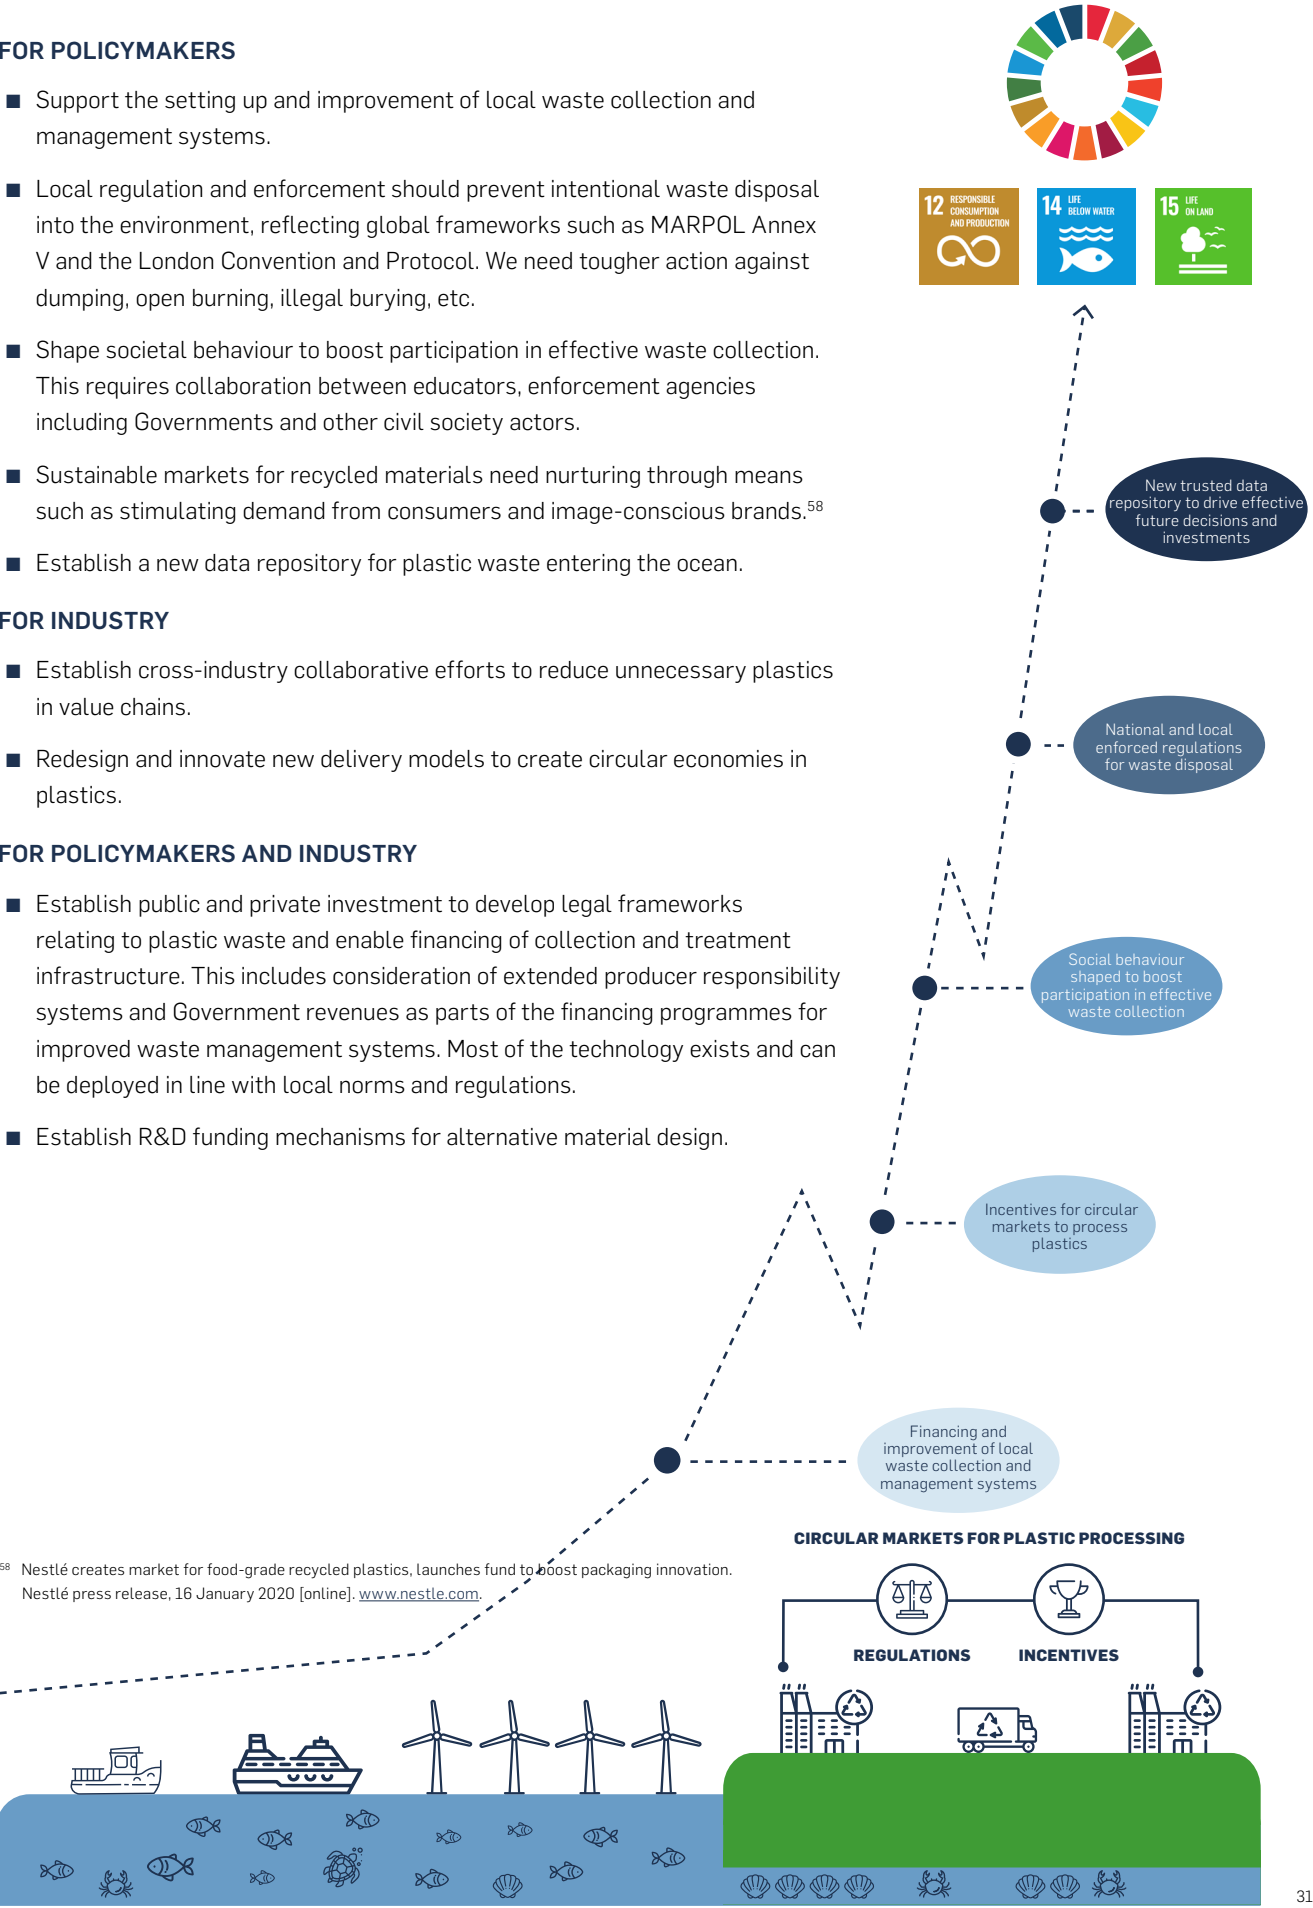 FOR POLICYMAKERS
■ Support the setting up and improvement of local waste collection and
management systems.
■ Local regulation and enforcement should prevent intentional waste disposal
into the environment, reflecting global frameworks such as MARPOL Annex
V and the London Convention and Protocol. We need tougher action against
dumping, open burning, illegal burying, etc.
■ Shape societal behaviour to boost participation in effective waste collection.
This requires collaboration between educators, enforcement agencies
including Governments and other civil society actors.
■ Sustainable markets for recycled materials need nurturing through means
such as stimulating demand from consumers and image-conscious brands.58
■ Establish a new data repository for plastic waste entering the ocean.
FOR INDUSTRY
■ Establish cross-industry collaborative efforts to reduce unnecessary plastics
in value chains.
■ Redesign and innovate new delivery models to create circular economies in
plastics.
FOR POLICYMAKERS AND INDUSTRY
■ Establish public and private investment to develop legal frameworks
relating to plastic waste and enable financing of collection and treatment
infrastructure. This includes consideration of extended producer responsibility
systems and Government revenues as parts of the financing programmes for
improved waste management systems. Most of the technology exists and can
be deployed in line with local norms and regulations.
■ Establish R&D funding mechanisms for alternative material design.
12 RESPONSIBLE
CONSUMPTION
AND PRODUCTION
14 LIFE
BELOW WATER
15 LIFE
ON LAND
New trusted data
repository to drive effective
future decisions and
investments
National and local
enforced regulations
for waste disposal
Social behaviour
shaped to boost
participation in effective
waste collection
Incentives for circular
markets to process
plastics
Financing and
improvement of local
waste collection and
management systems
CIRCULAR MARKETS FOR PLASTIC PROCESSING
REGULATIONS
INCENTIVES
58 Nestlé creates market for food-grade recycled plastics, launches fund to boost packaging innovation.
Nestlé press release, 16 January 2020 [online]. www.nestle.com.
31